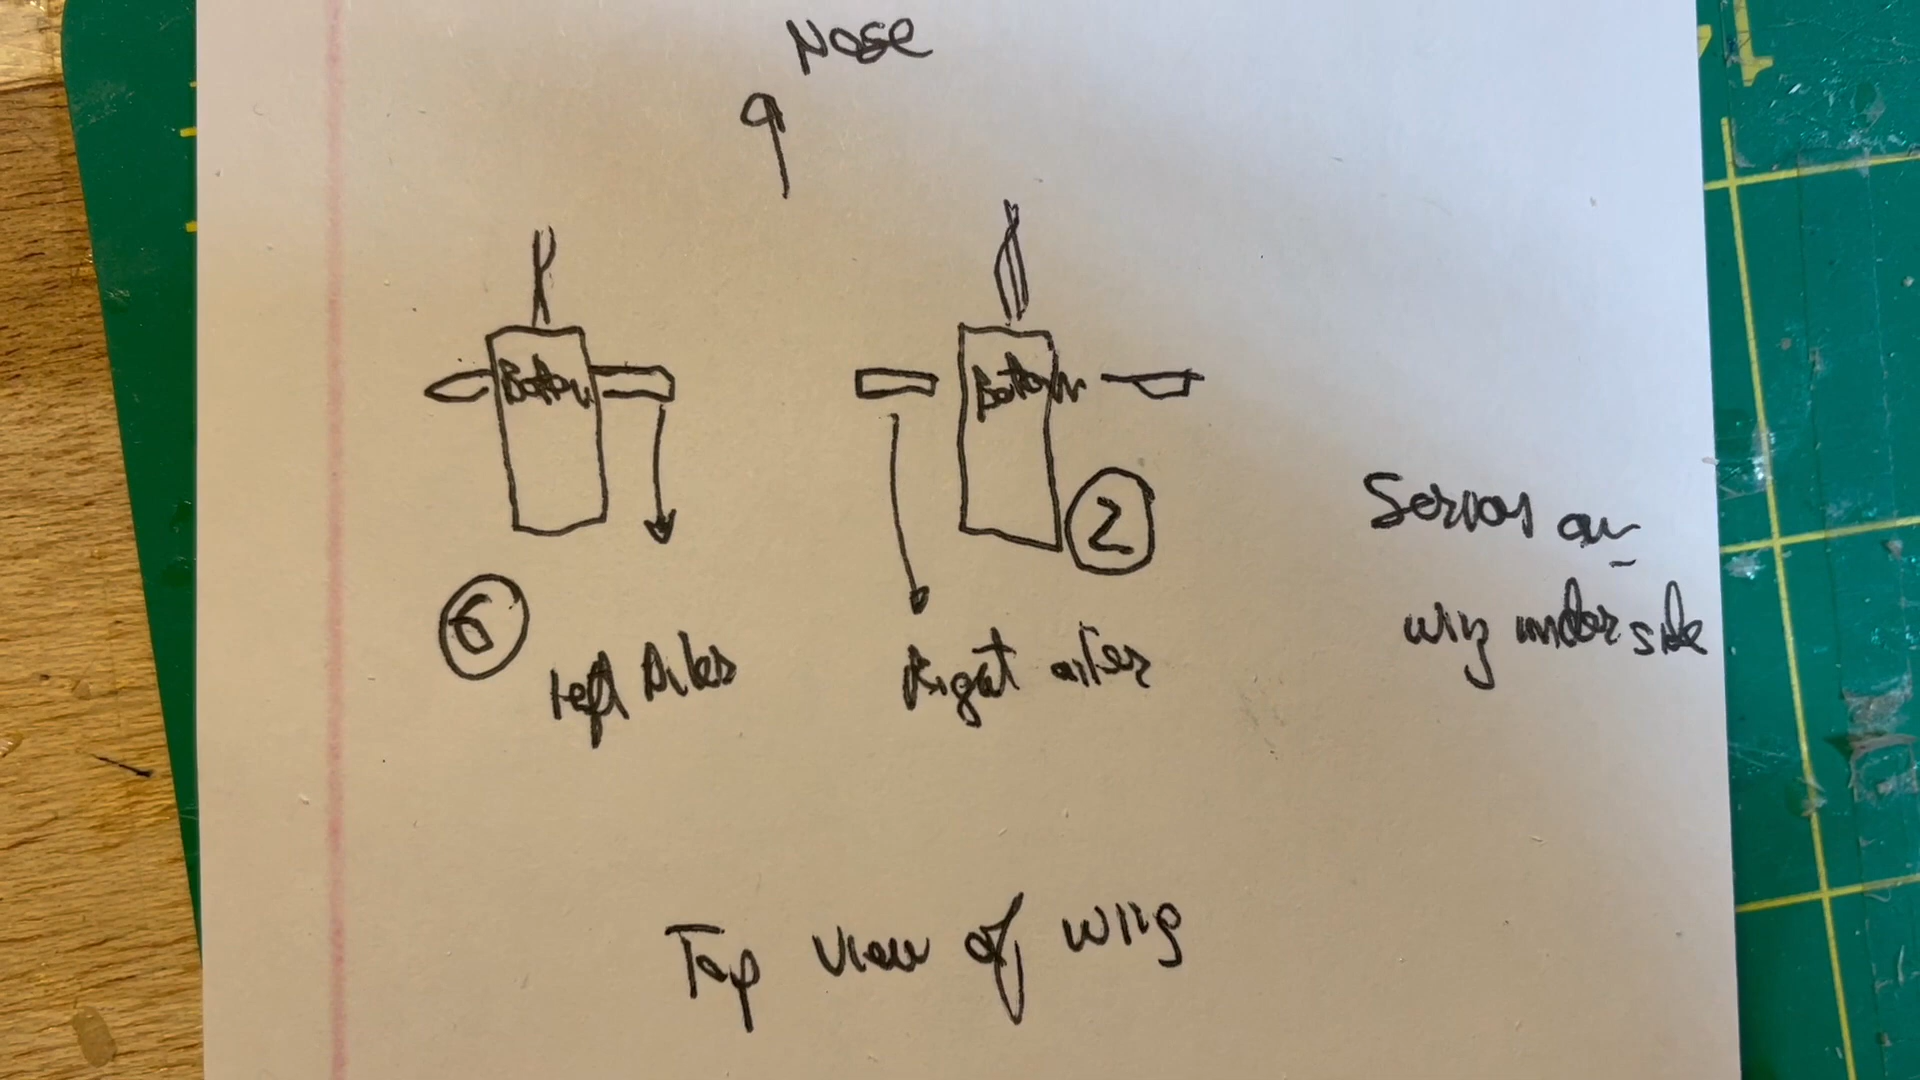 Nose
Bottom
Bottom
2
6
Servos on
wing underside
Left Ailer
Right ailer
Top view of wing